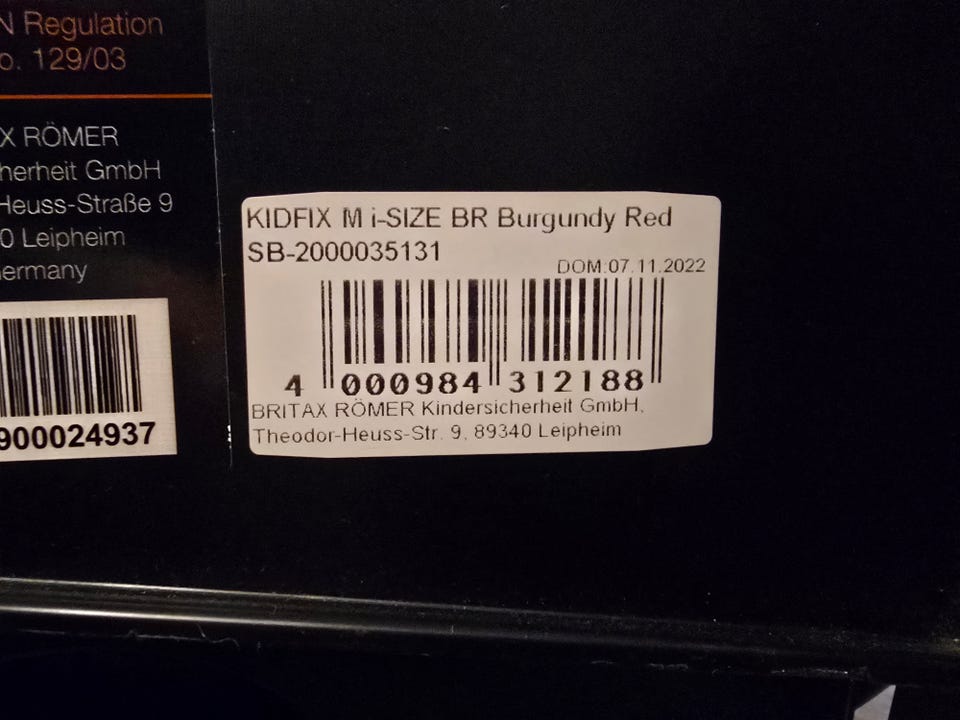 N Regulation
o. 129/03
X RÖMER
herheit GmbH
Heuss-Straße 9
0 Leipheim
ermany
900024937
KIDFIX M i-SIZE BR Burgundy Red
SB-2000035131
DOM:07.11.2022
4 000984 312188
BRITAX RÖMER Kindersicherheit GmbH,
Theodor-Heuss-Str. 9, 89340 Leipheim